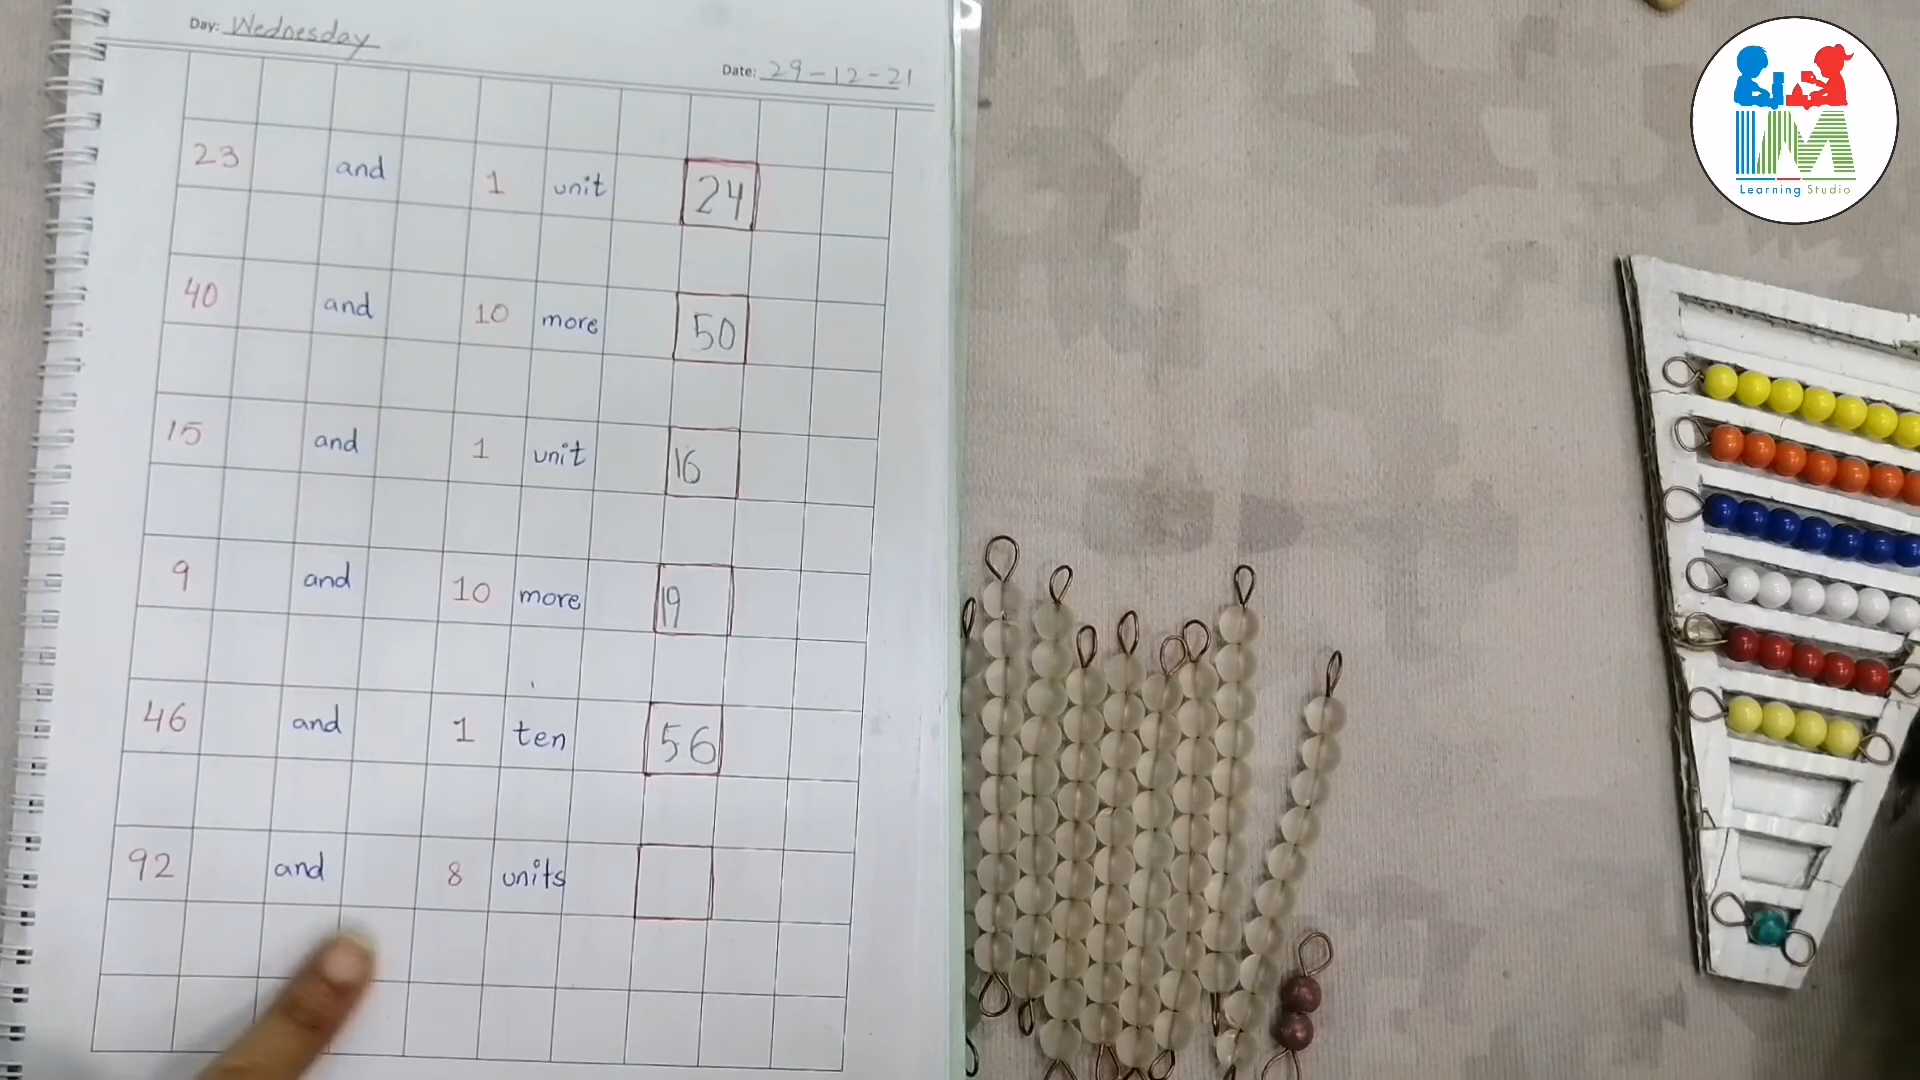 Day: Wednesday
Date: 29-12-21
23 and 1 unit 24
40 and 10 more 50
15 and 1 unit 16
9 and 10 more 19
46 and 1 ten 56
92 and 8 units
LM
Learning Studio